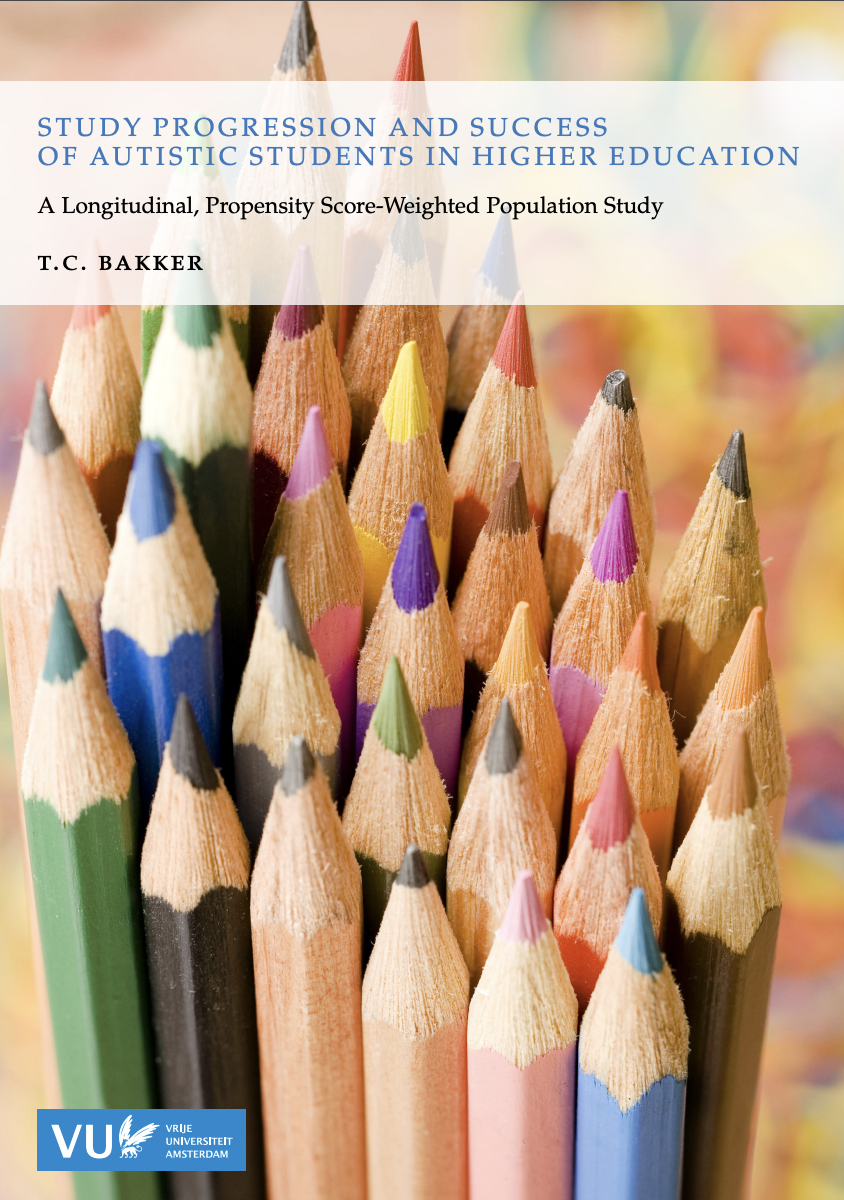 STUDY PROGRESSION AND SUCCESS
OF AUTISTIC STUDENTS IN HIGHER EDUCATION
A Longitudinal, Propensity Score-Weighted Population Study
T.C. BAKKER
VU
VRIJE
UNIVERSITEIT
AMSTERDAM